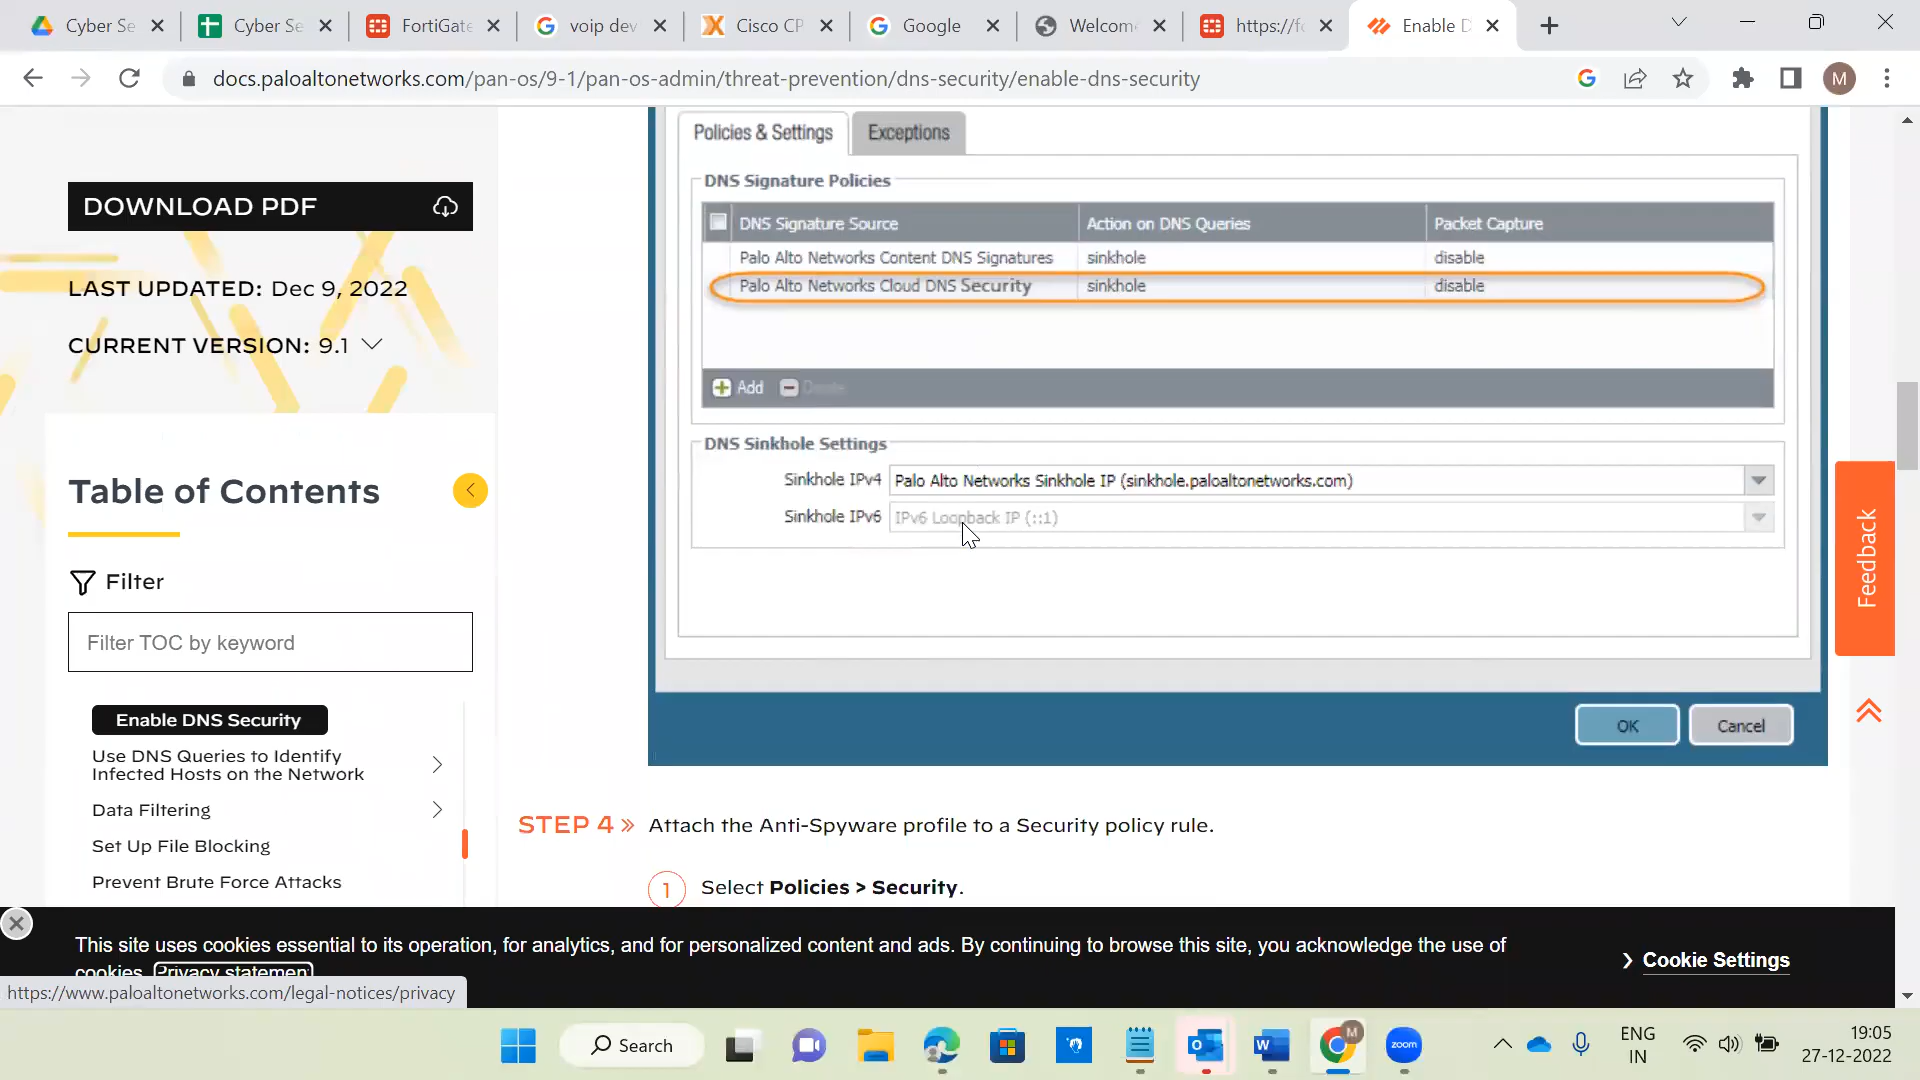 Cyber Se
Cyber Se
FortiGate
voip dev
Cisco CP
Google
Welcome
https://fo
Enable D
docs.paloaltonetworks.com/pan-os/9-1/pan-os-admin/threat-prevention/dns-security/enable-dns-security
M
DOWNLOAD PDF
LAST UPDATED: Dec 9, 2022
CURRENT VERSION: 9.1
Table of Contents
Filter
Filter TOC by keyword
Enable DNS Security
Use DNS Queries to Identify
Infected Hosts on the Network
Data Filtering
Set Up File Blocking
Prevent Brute Force Attacks
Policies & Settings
Exceptions
DNS Signature Policies
DNS Signature Source Action on DNS Queries Packet Capture
Palo Alto Networks Content DNS Signatures sinkhole disable
Palo Alto Networks Cloud DNS Security sinkhole disable
Add Delete
DNS Sinkhole Settings
Sinkhole IPv4 Palo Alto Networks Sinkhole IP (sinkhole.paloaltonetworks.com)
Sinkhole IPv6 IPv6 Loopback IP (::1)
OK Cancel
Feedback
STEP 4 » Attach the Anti-Spyware profile to a Security policy rule.
1 Select Policies > Security.
This site uses cookies essential to its operation, for analytics, and for personalized content and ads. By continuing to browse this site, you acknowledge the use of
cookies. Privacy statement
Cookie Settings
https://www.paloaltonetworks.com/legal-notices/privacy
Search
zoom
M
ENG
IN
19:05
27-12-2022